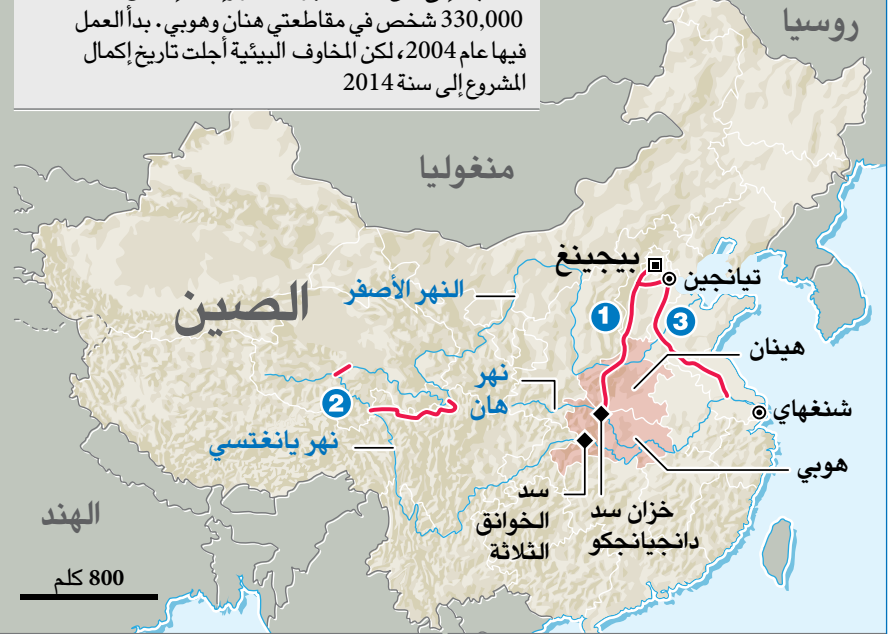 330,000 شخص في مقاطعتي هنان وهوبي. بدأ العمل
فيها عام 2004، لكن المخاوف البيئية أجلت تاريخ إكمال
المشروع إلى سنة 2014
روسيا
منغوليا
بيجينغ
تيانجين
النهر الأصفر
الصين
1
3
هينان
نهر
هان
2
شنغهاي
نهر يانغتسي
هوبي
سد
الخوانق
الثلاثة
خزان سد
دانجيانجكو
الهند
800 كلم